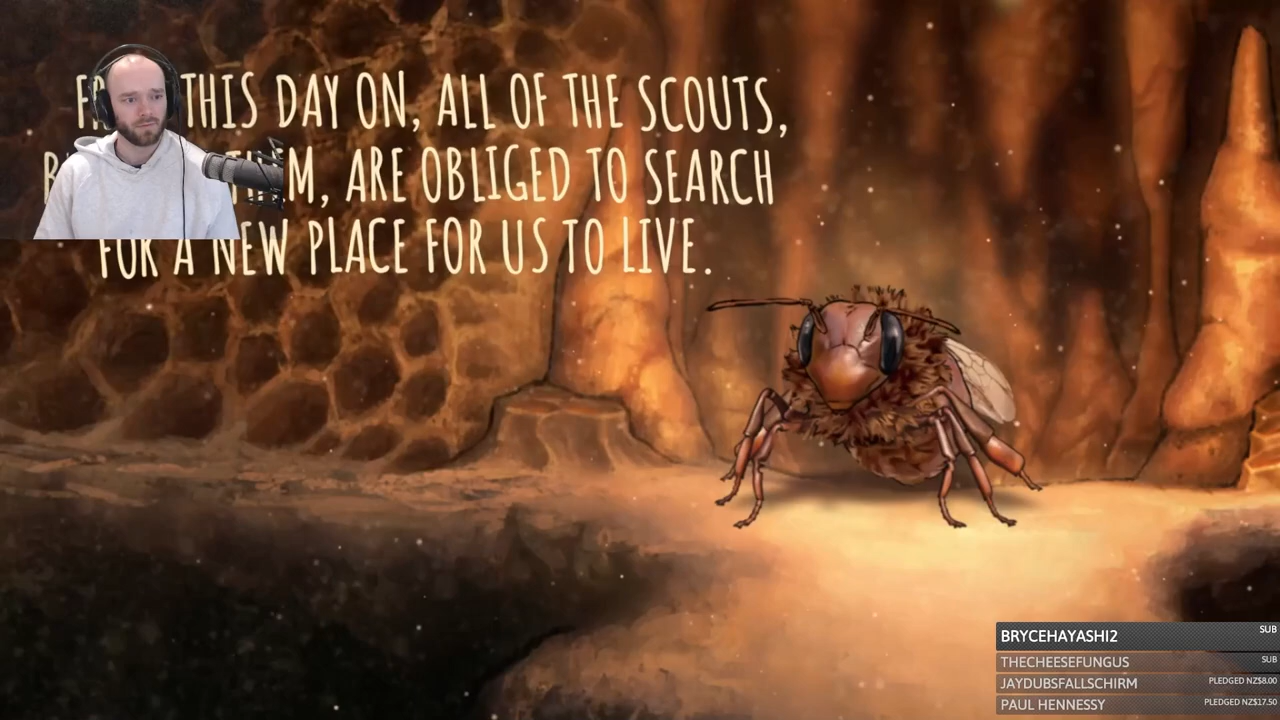 THIS DAY ON, ALL OF THE SCOUTS,
ARE OBLIGED TO SEARCH
FOR A NEW PLACE FOR US TO LIVE.
BRYCEHAYASHI2 SUB
THECHEESEFUNGUS SUB
JAYDUBSFALLSCHIRM PLEDGED NZ$8.00
PAUL HENNESSY PLEDGED NZ$17.50